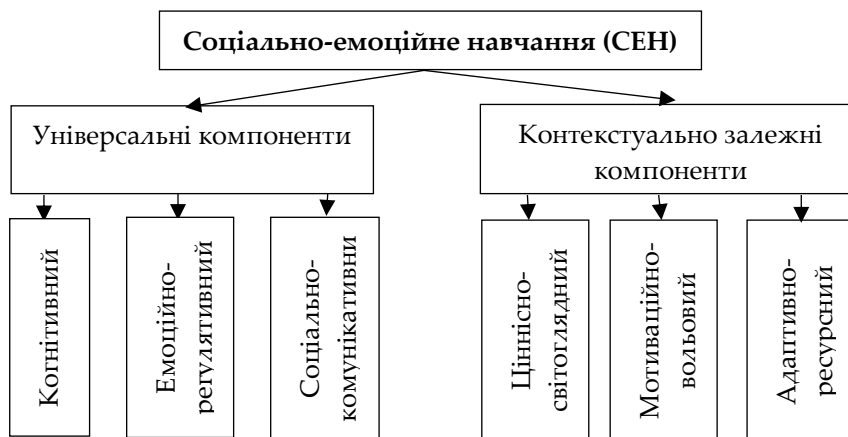 Соціально-емоційне навчання (СЕН)
Універсальні компоненти
Контекстуально залежні
компоненти
Когнітивний
Емоційно-
регулятивний
Соціально-
комунікативни
Ціннісно-
світоглядний
Мотиваційно-
вольовий
Адаптивно-
ресурсний